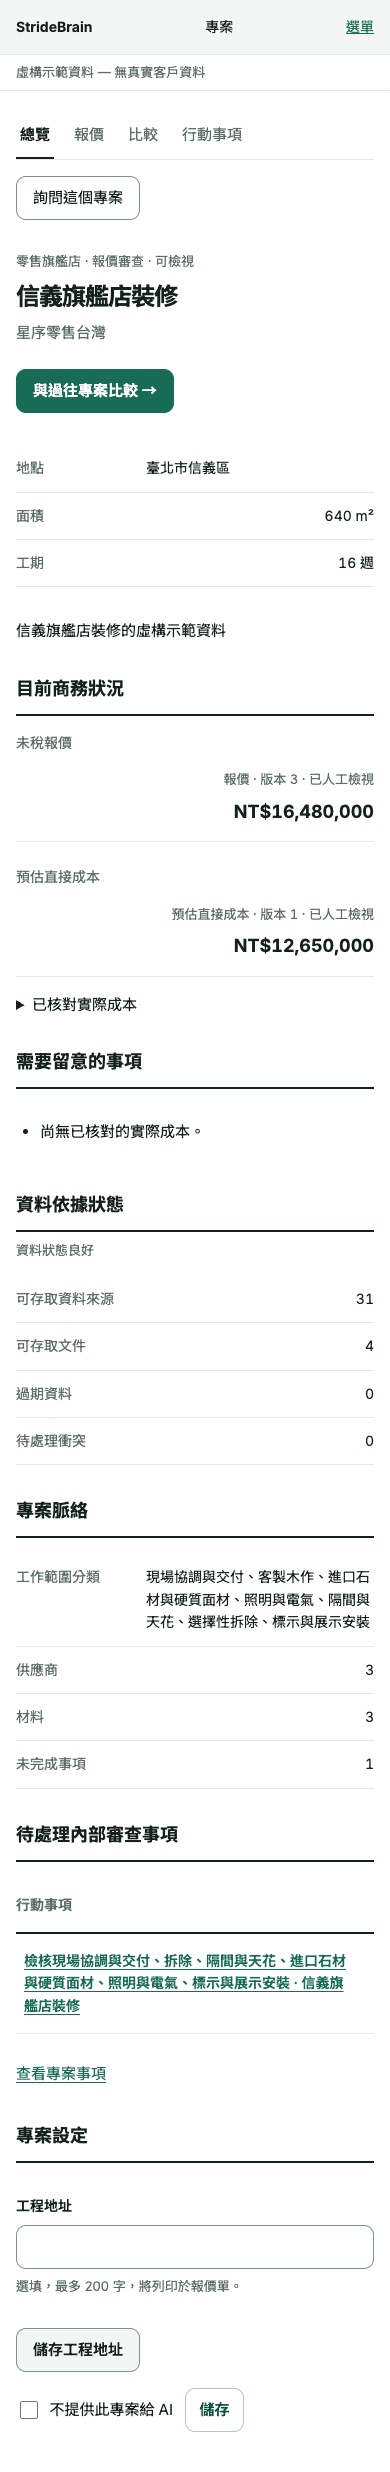 StrideBrain
專案
選單
虛構示範資料 — 無真實客戶資料
總覽 報價 比較 行動事項
詢問這個專案
零售旗艦店 · 報價審查 · 可檢視
信義旗艦店裝修
星序零售台灣
與過往專案比較 →
地點 臺北市信義區
面積 640 m²
工期 16 週
信義旗艦店裝修的虛構示範資料
目前商務狀況
未稅報價
報價 · 版本 3 · 已人工檢視
NT$16,480,000
預估直接成本
預估直接成本 · 版本 1 · 已人工檢視
NT$12,650,000
▶ 已核對實際成本
需要留意的事項
• 尚無已核對的實際成本。
資料依據狀態
資料狀態良好
可存取資料來源 31
可存取文件 4
過期資料 0
待處理衝突 0
專案脈絡
工作範圍分類 現場協調與交付、客製木作、進口石
材與硬質面材、照明與電氣、隔間與
天花、選擇性拆除、標示與展示安裝
供應商 3
材料 3
未完成事項 1
待處理內部審查事項
行動事項
檢核現場協調與交付、拆除、隔間與天花、進口石材
與硬質面材、照明與電氣、標示與展示安裝 · 信義旗
艦店裝修
查看專案事項
專案設定
工程地址
選填，最多 200 字，將列印於報價單。
儲存工程地址
不提供此專案給 AI 儲存